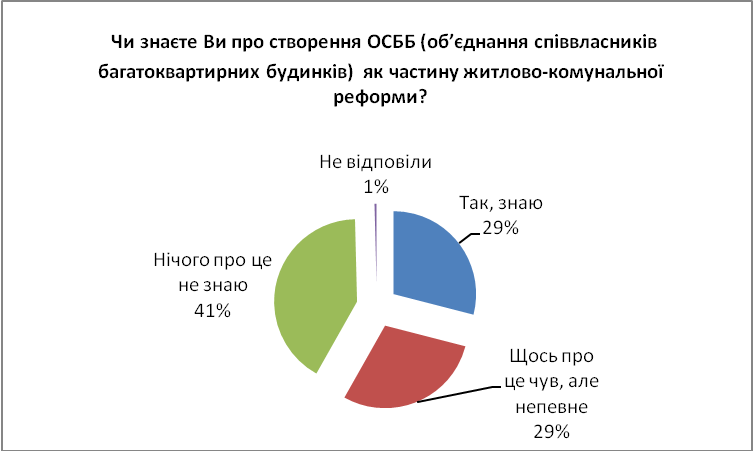 Чи знаєте Ви про створення ОСББ (об’єднання співвласників
багатоквартирних будинків) як частину житлово-комунальної
реформи?
Не відповіли
1%
Так, знаю
29%
Нічого про це
не знаю
41%
Щось про
це чув, але
непевне
29%